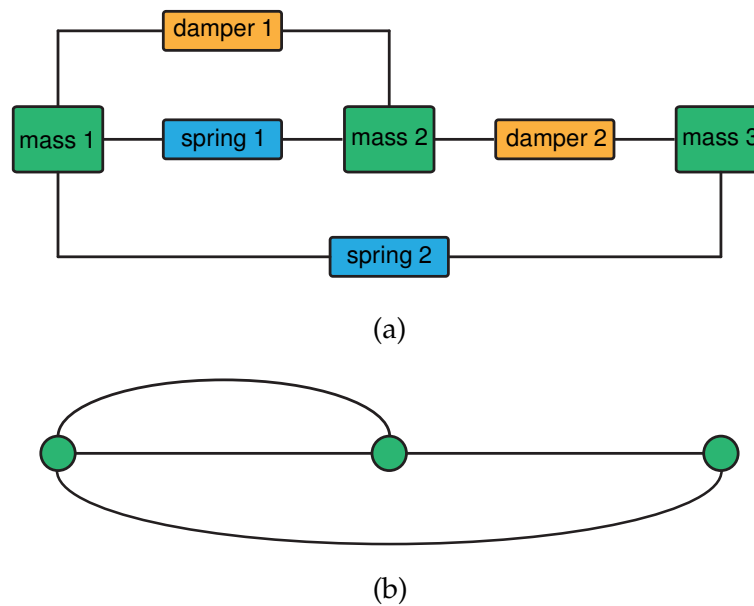 damper 1
mass 1 spring 1 mass 2 damper 2 mass 3
spring 2
(a)
(b)